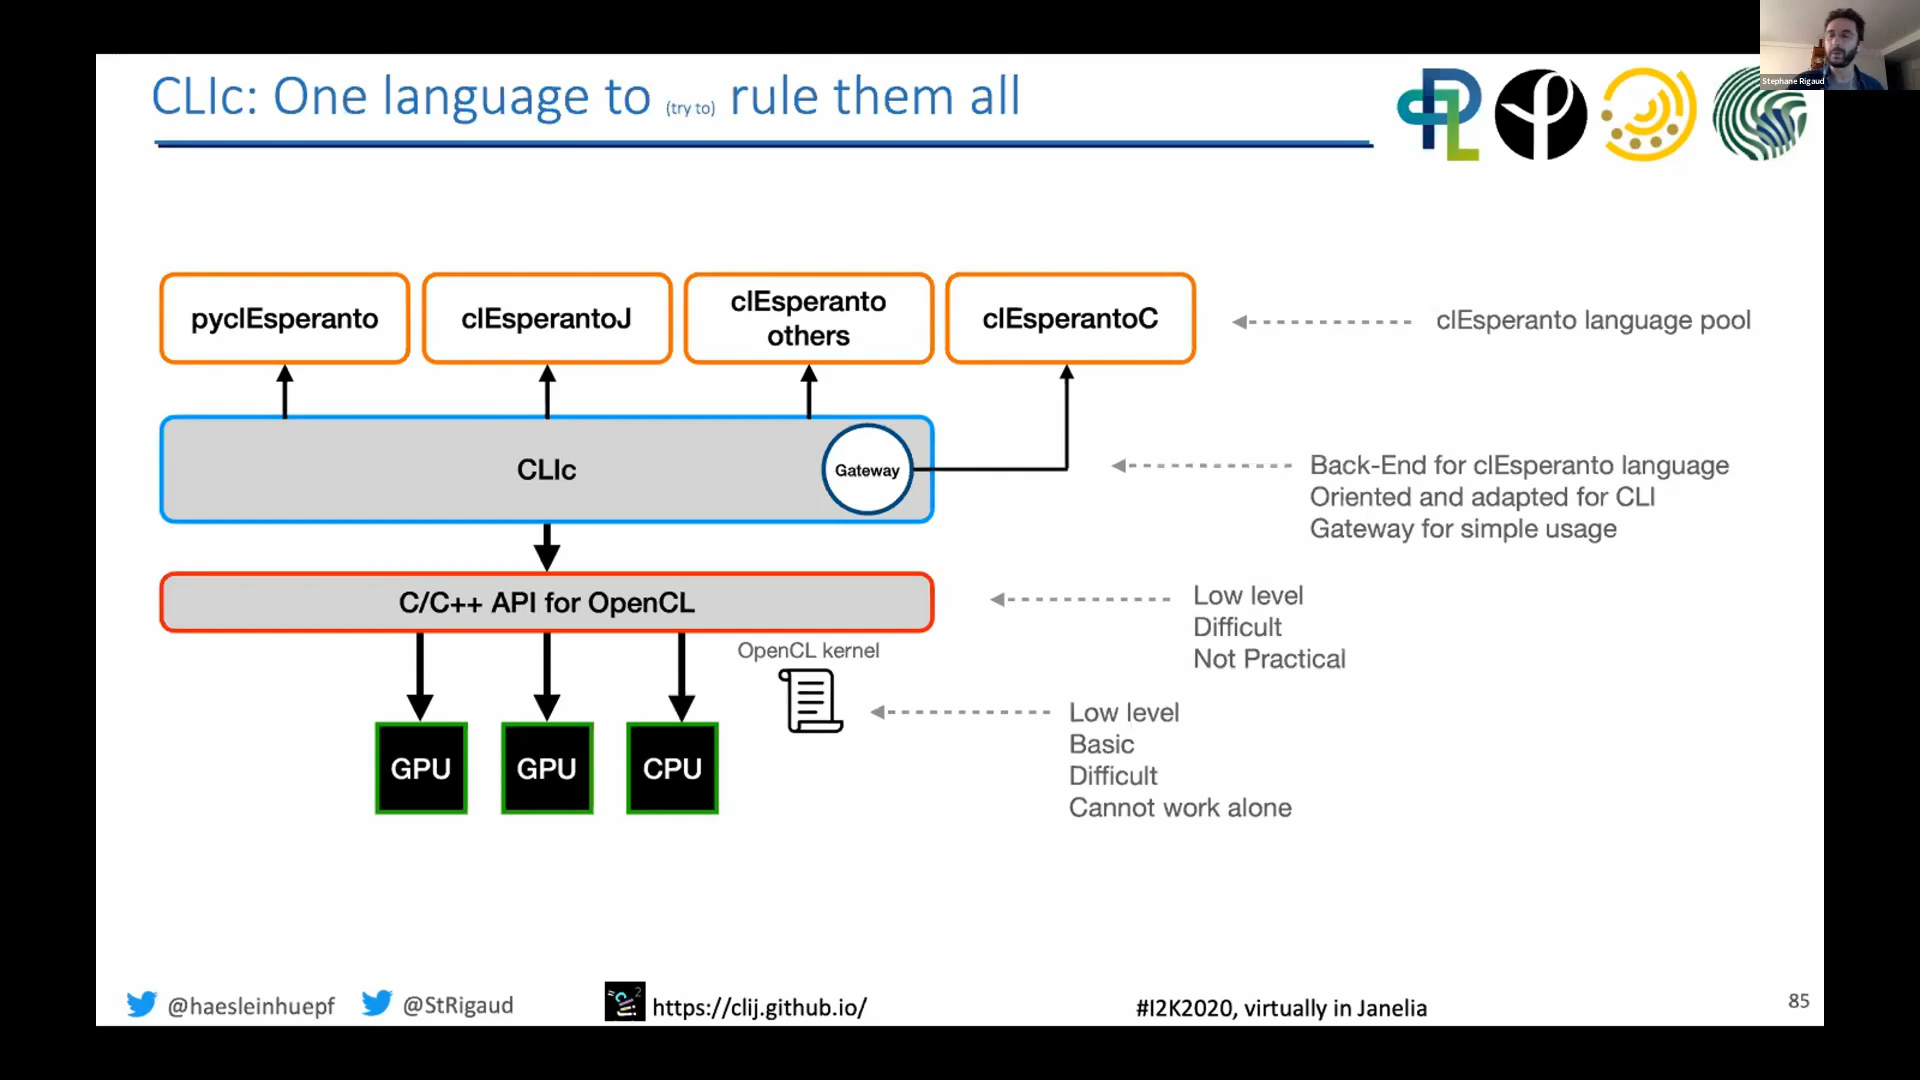 CLIc: One language to (try to) rule them all
Stephane Rigaud
pyclEsperanto
clEsperantoJ
clEsperanto
others
clEsperantoC
clEsperanto language pool
CLIc
Gateway
Back-End for clEsperanto language
Oriented and adapted for CLI
Gateway for simple usage
C/C++ API for OpenCL
Low level
Difficult
Not Practical
OpenCL kernel
Low level
Basic
Difficult
Cannot work alone
GPU
GPU
CPU
@haesleinhuepf
@StRigaud
https://clij.github.io/
#I2K2020, virtually in Janelia
85